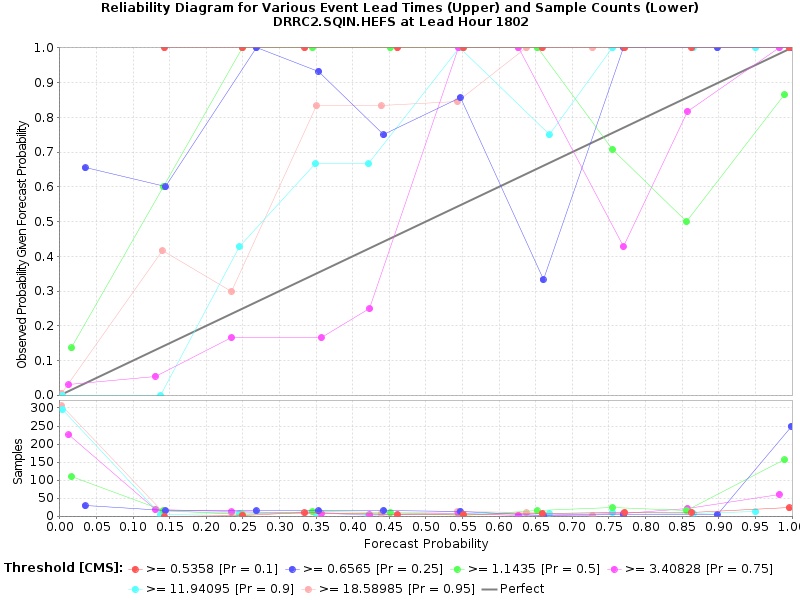 Reliability Diagram for Various Event Lead Times (Upper) and Sample Counts (Lower)
DRRC2.SQIN.HEFS at Lead Hour 1802
Observed Probability Given Forecast Probability
1.0
0.9
0.8
0.7
0.6
0.5
0.4
0.3
0.2
0.1
0.0
Samples
300
250
200
150
100
50
0
0.00 0.05 0.10 0.15 0.20 0.25 0.30 0.35 0.40 0.45 0.50 0.55 0.60 0.65 0.70 0.75 0.80 0.85 0.90 0.95 1.0
Forecast Probability
Threshold [CMS]: >= 0.5358 [Pr = 0.1] >= 0.6565 [Pr = 0.25] >= 1.1435 [Pr = 0.5] >= 3.40828 [Pr = 0.75]
>= 11.94095 [Pr = 0.9] >= 18.58985 [Pr = 0.95] Perfect